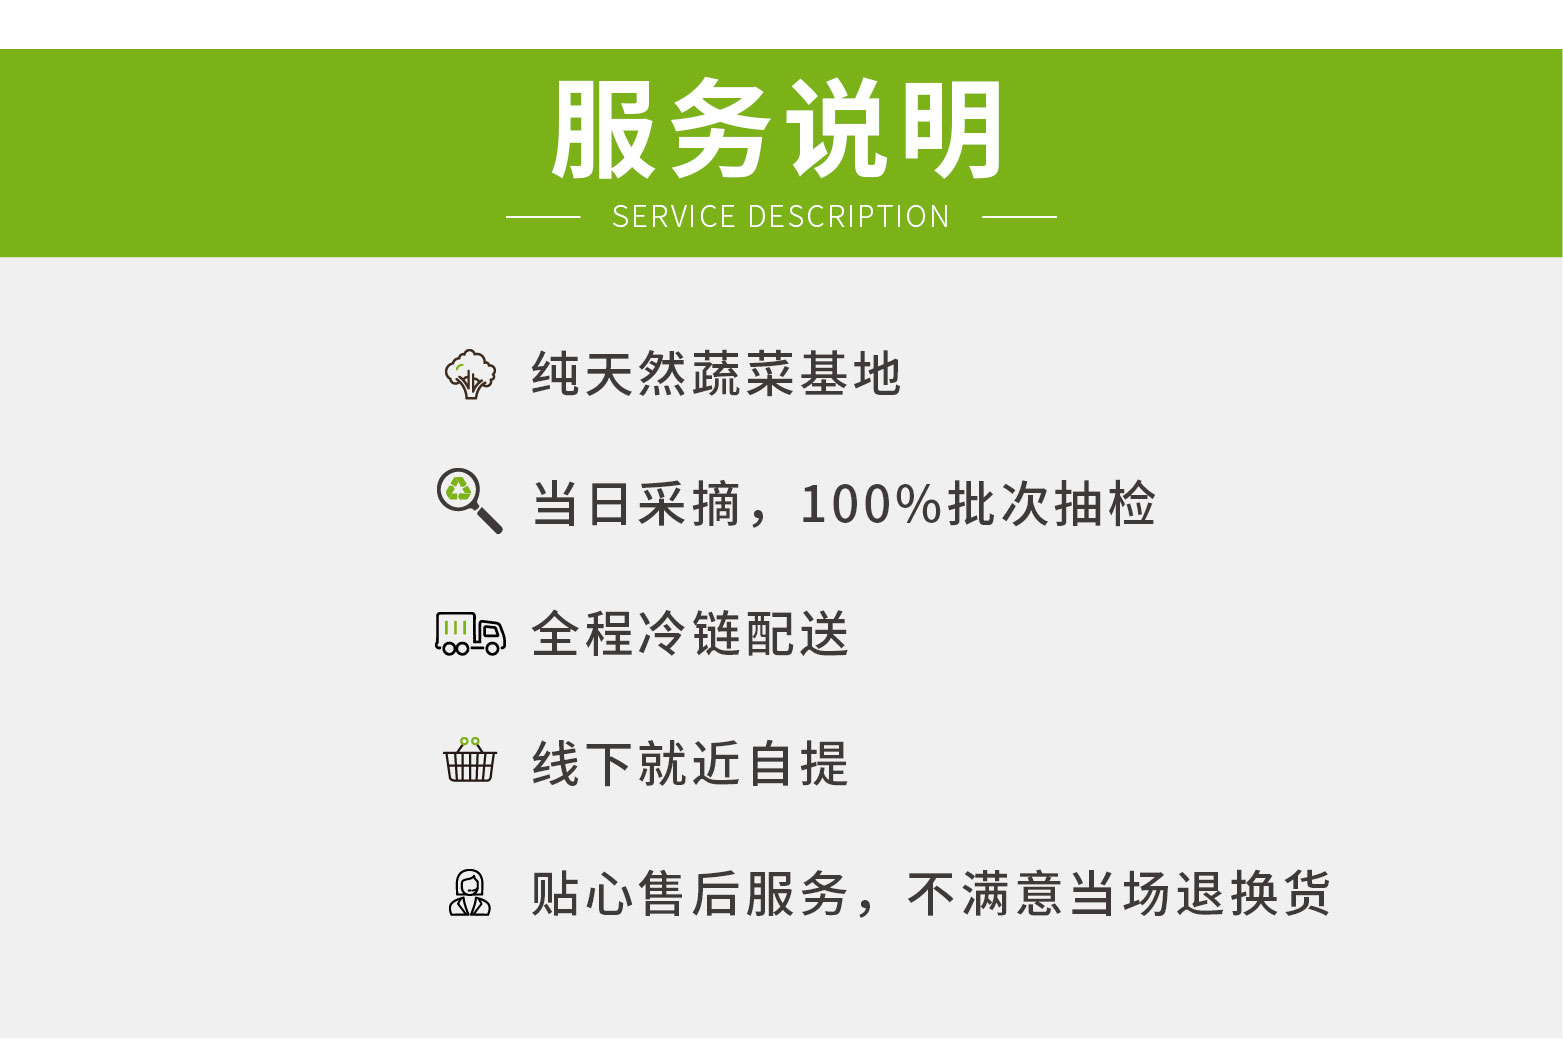 服务说明
SERVICE DESCRIPTION
纯天然蔬菜基地
当日采摘，100%批次抽检
全程冷链配送
线下就近自提
贴心售后服务，不满意当场退换货